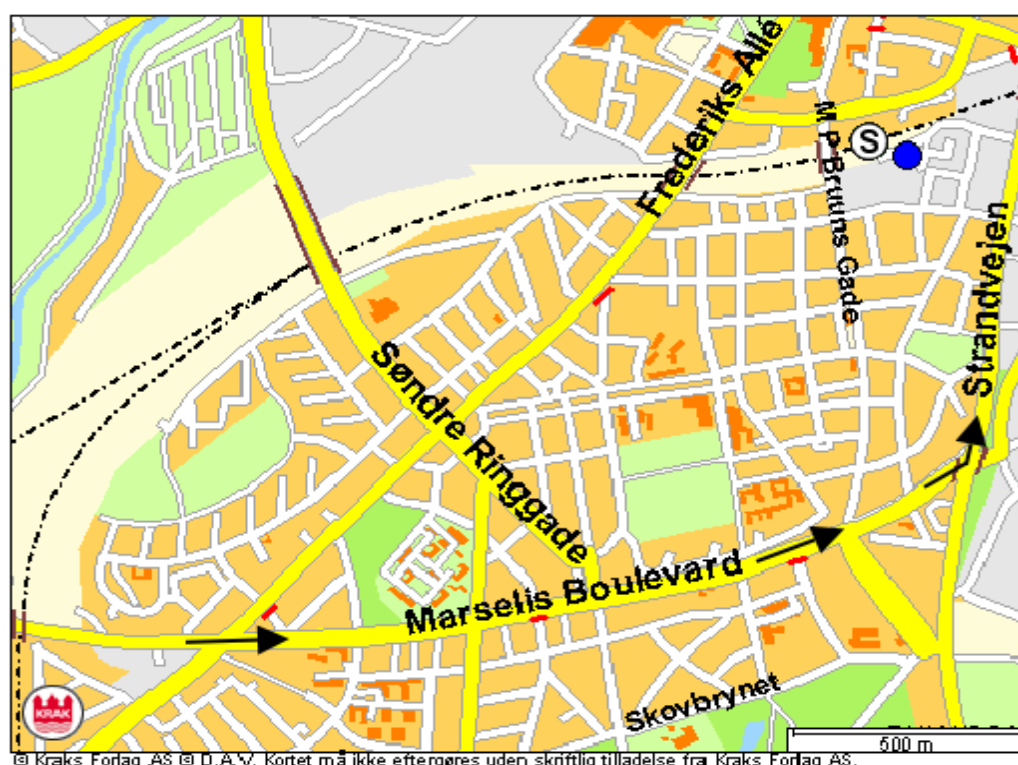 Frederiks Allé
M P Bruuns Gade
S
Strandvejen
Søndre Ringgade
Marselis Boulevard
Skovbrynet
KRAK
500 m
© Kraks Forlag AS © D.A.V. Kortet må ikke eftergøres uden skriftlig tilladelse fra Kraks Forlag AS.